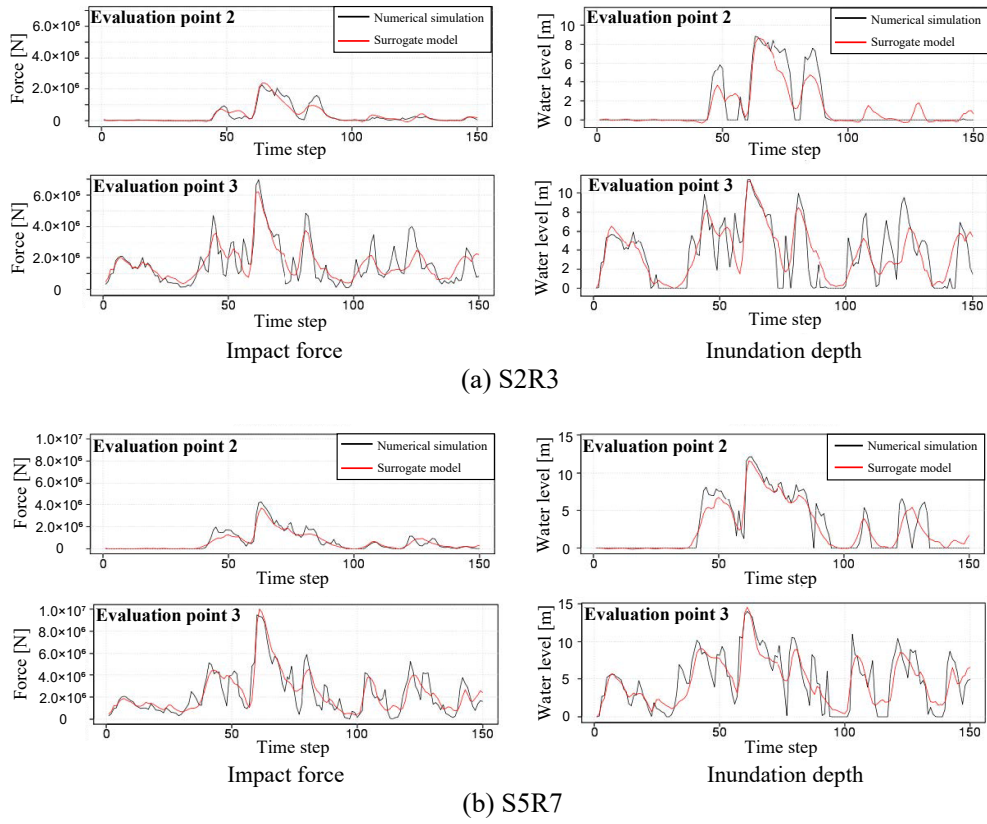 Evaluation point 2
Numerical simulation
Surrogate model
Force [N]
6.0×10⁶
4.0×10⁶
2.0×10⁶
0
0
50
100
150
Time step
Evaluation point 2
Numerical simulation
Surrogate model
Water level [m]
10
8
6
4
2
0
0
50
100
150
Time step
Evaluation point 3
Force [N]
6.0×10⁶
4.0×10⁶
2.0×10⁶
0
0
50
100
150
Time step
Impact force
Evaluation point 3
Water level [m]
10
8
6
4
2
0
0
50
100
150
Time step
Inundation depth
(a) S2R3
Evaluation point 2
Numerical simulation
Surrogate model
Force [N]
1.0×10⁷
8.0×10⁶
6.0×10⁶
4.0×10⁶
2.0×10⁶
0
0
50
100
150
Time step
Evaluation point 2
Numerical simulation
Surrogate model
Water level [m]
15
10
5
0
0
50
100
150
Time step
Evaluation point 3
Force [N]
1.0×10⁷
8.0×10⁶
6.0×10⁶
4.0×10⁶
2.0×10⁶
0
0
50
100
150
Time step
Impact force
Evaluation point 3
Water level [m]
15
10
5
0
0
50
100
150
Time step
Inundation depth
(b) S5R7